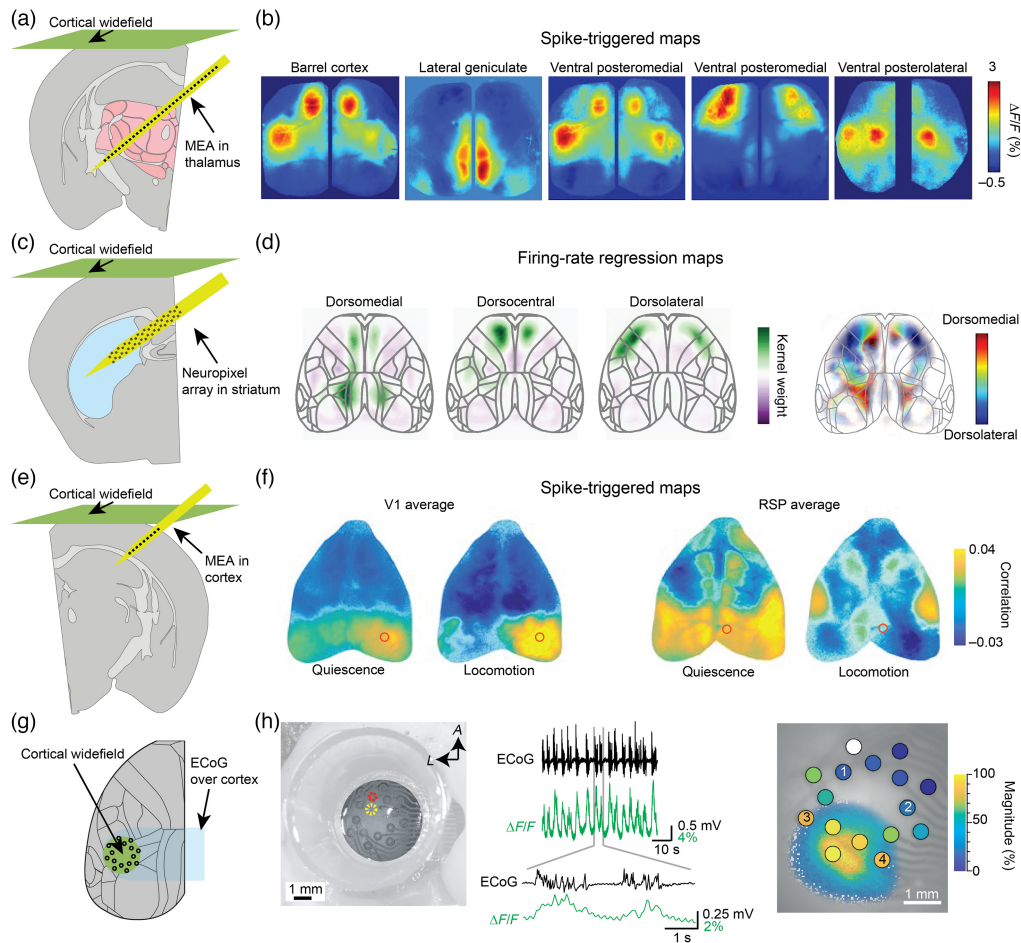 (a)
Cortical widefield
MEA in
thalamus
(b)
Spike-triggered maps
Barrel cortex
Lateral geniculate
Ventral posteromedial
Ventral posteromedial
Ventral posterolateral
3
ΔF/F (%)
−0.5
(c)
Cortical widefield
Neuropixel
array in striatum
(d)
Firing-rate regression maps
Dorsomedial
Dorsocentral
Dorsolateral
Kernel weight
Dorsomedial
Dorsolateral
(e)
Cortical widefield
MEA in
cortex
(f)
Spike-triggered maps
V1 average
RSP average
Quiescence
Locomotion
Quiescence
Locomotion
0.04
Correlation
−0.03
(g)
Cortical widefield
ECoG
over cortex
(h)
A
L
1 mm
ECoG
ΔF/F
0.5 mV
4%
10 s
ECoG
ΔF/F
0.25 mV
2%
1 s
1
2
3
4
1 mm
100
50
0
Magnitude (%)